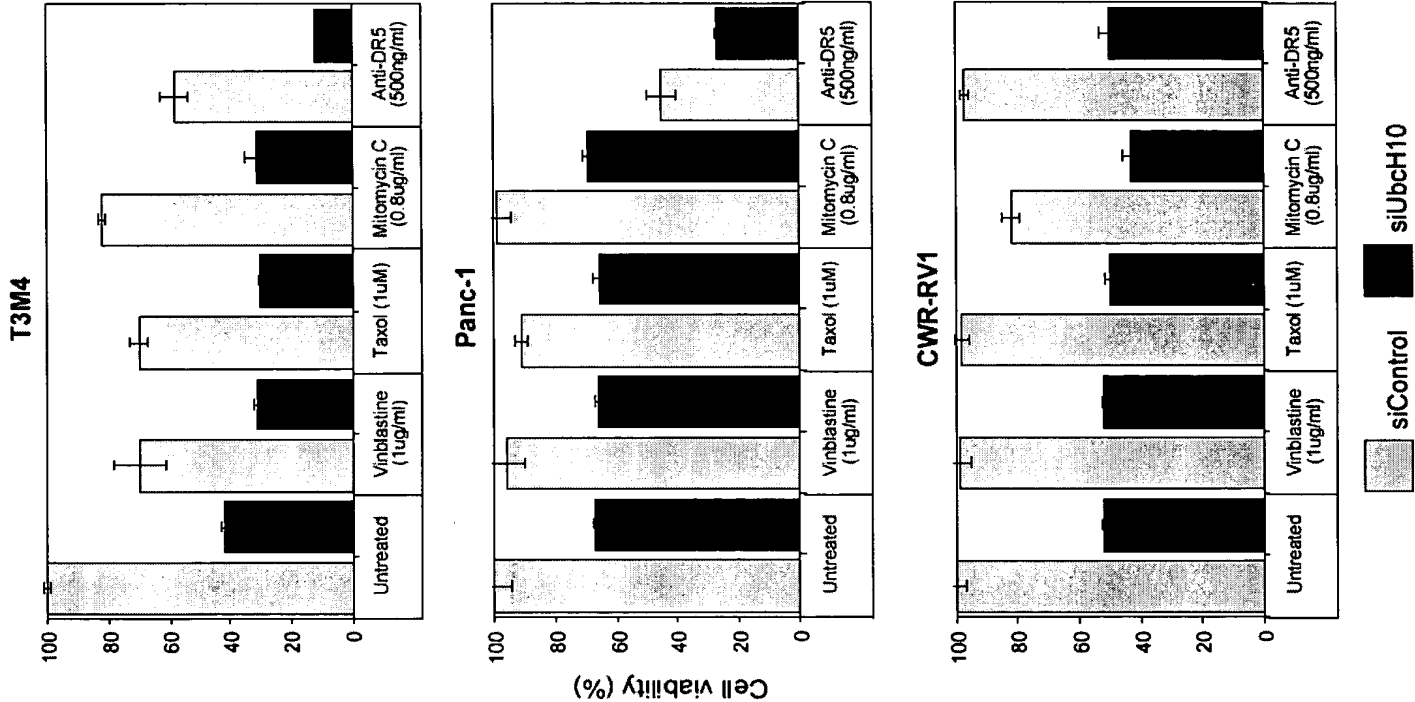 T3M4
100
80
60
40
20
0
Untreated
Vinblastine
(1ug/ml)
Taxol (1uM)
Mitomycin C
(0.8ug/ml)
Anti-DR5
(500ng/ml)
Panc-1
Cell viability (%)
100
80
60
40
20
0
Untreated
Vinblastine
(1ug/ml)
Taxol (1uM)
Mitomycin C
(0.8ug/ml)
Anti-DR5
(500ng/ml)
CWR-RV1
100
80
60
40
20
0
Untreated
Vinblastine
(1ug/ml)
Taxol (1uM)
Mitomycin C
(0.8ug/ml)
Anti-DR5
(500ng/ml)
siControl
siUbcH10